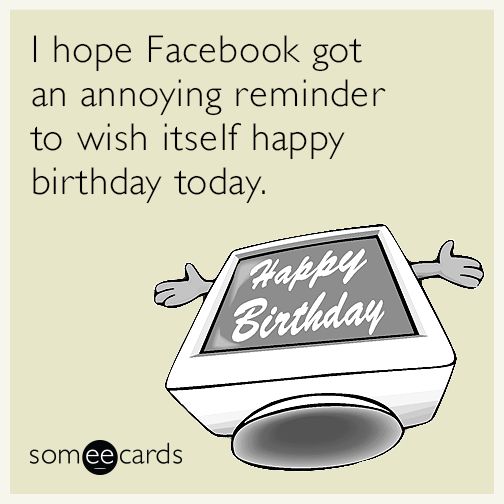 I hope Facebook got
an annoying reminder
to wish itself happy
birthday today.
Happy
Birthday
someecards